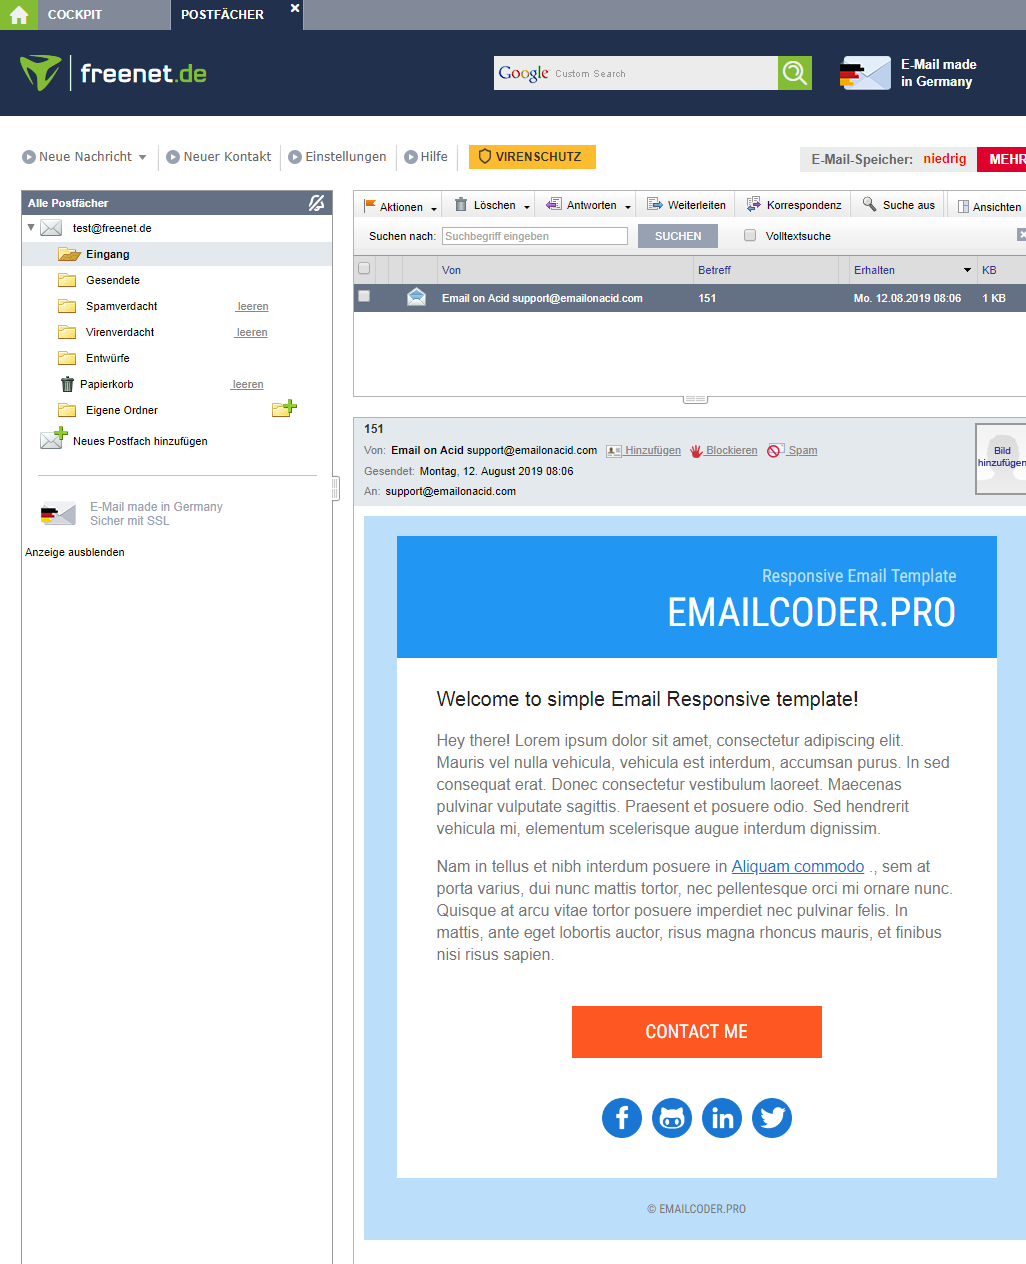 COCKPIT
POSTFÄCHER
freenet.de
Google Custom Search
E-Mail made
in Germany
Neue Nachricht
Neuer Kontakt
Einstellungen
Hilfe
VIRENSCHUTZ
E-Mail-Speicher: niedrig
MEHR
Alle Postfächer
test@freenet.de
Eingang
Gesendete
Spamverdacht leeren
Virenverdacht leeren
Entwürfe
Papierkorb leeren
Eigene Ordner
Neues Postfach hinzufügen
E-Mail made in Germany
Sicher mit SSL
Anzeige ausblenden
Aktionen
Löschen
Antworten
Weiterleiten
Korrespondenz
Suche aus
Ansichten
Suchen nach: Suchbegriff eingeben SUCHEN Volltextsuche
Von Betreff Erhalten KB
Email on Acid support@emailonacid.com 151 Mo. 12.08.2019 08:06 1 KB
151
Von: Email on Acid support@emailonacid.com Hinzufügen Blockieren Spam
Gesendet: Montag, 12. August 2019 08:06
An: support@emailonacid.com
Bild
hinzufügen
Responsive Email Template
EMAILCODER.PRO
Welcome to simple Email Responsive template!
Hey there! Lorem ipsum dolor sit amet, consectetur adipiscing elit.
Mauris vel nulla vehicula, vehicula est interdum, accumsan purus. In sed
consequat erat. Donec consectetur vestibulum laoreet. Maecenas
pulvinar vulputate sagittis. Praesent et posuere odio. Sed hendrerit
vehicula mi, elementum scelerisque augue interdum dignissim.
Nam in tellus et nibh interdum posuere in Aliquam commodo ., sem at
porta varius, dui nunc mattis tortor, nec pellentesque orci mi ornare nunc.
Quisque at arcu vitae tortor posuere imperdiet nec pulvinar felis. In
mattis, ante eget lobortis auctor, risus magna rhoncus mauris, et finibus
nisi risus sapien.
CONTACT ME
© EMAILCODER.PRO